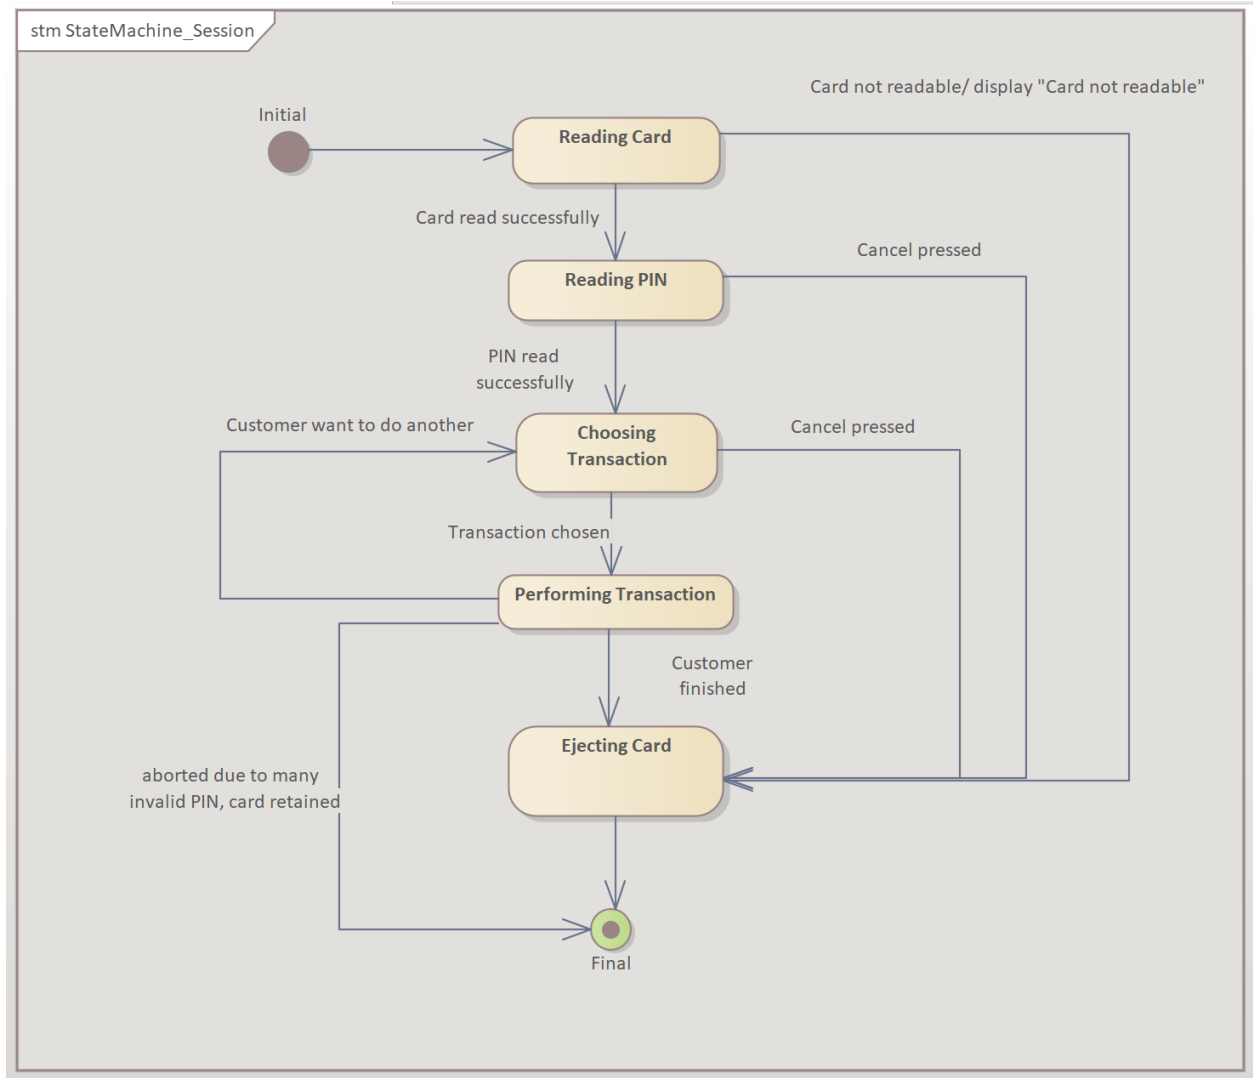 stm StateMachine_Session
Card not readable/ display "Card not readable"
Initial
Reading Card
Card read successfully
Cancel pressed
Reading PIN
PIN read
successfully
Customer want to do another
Choosing
Transaction
Cancel pressed
Transaction chosen
Performing Transaction
Customer
finished
Ejecting Card
aborted due to many
invalid PIN, card retained
Final